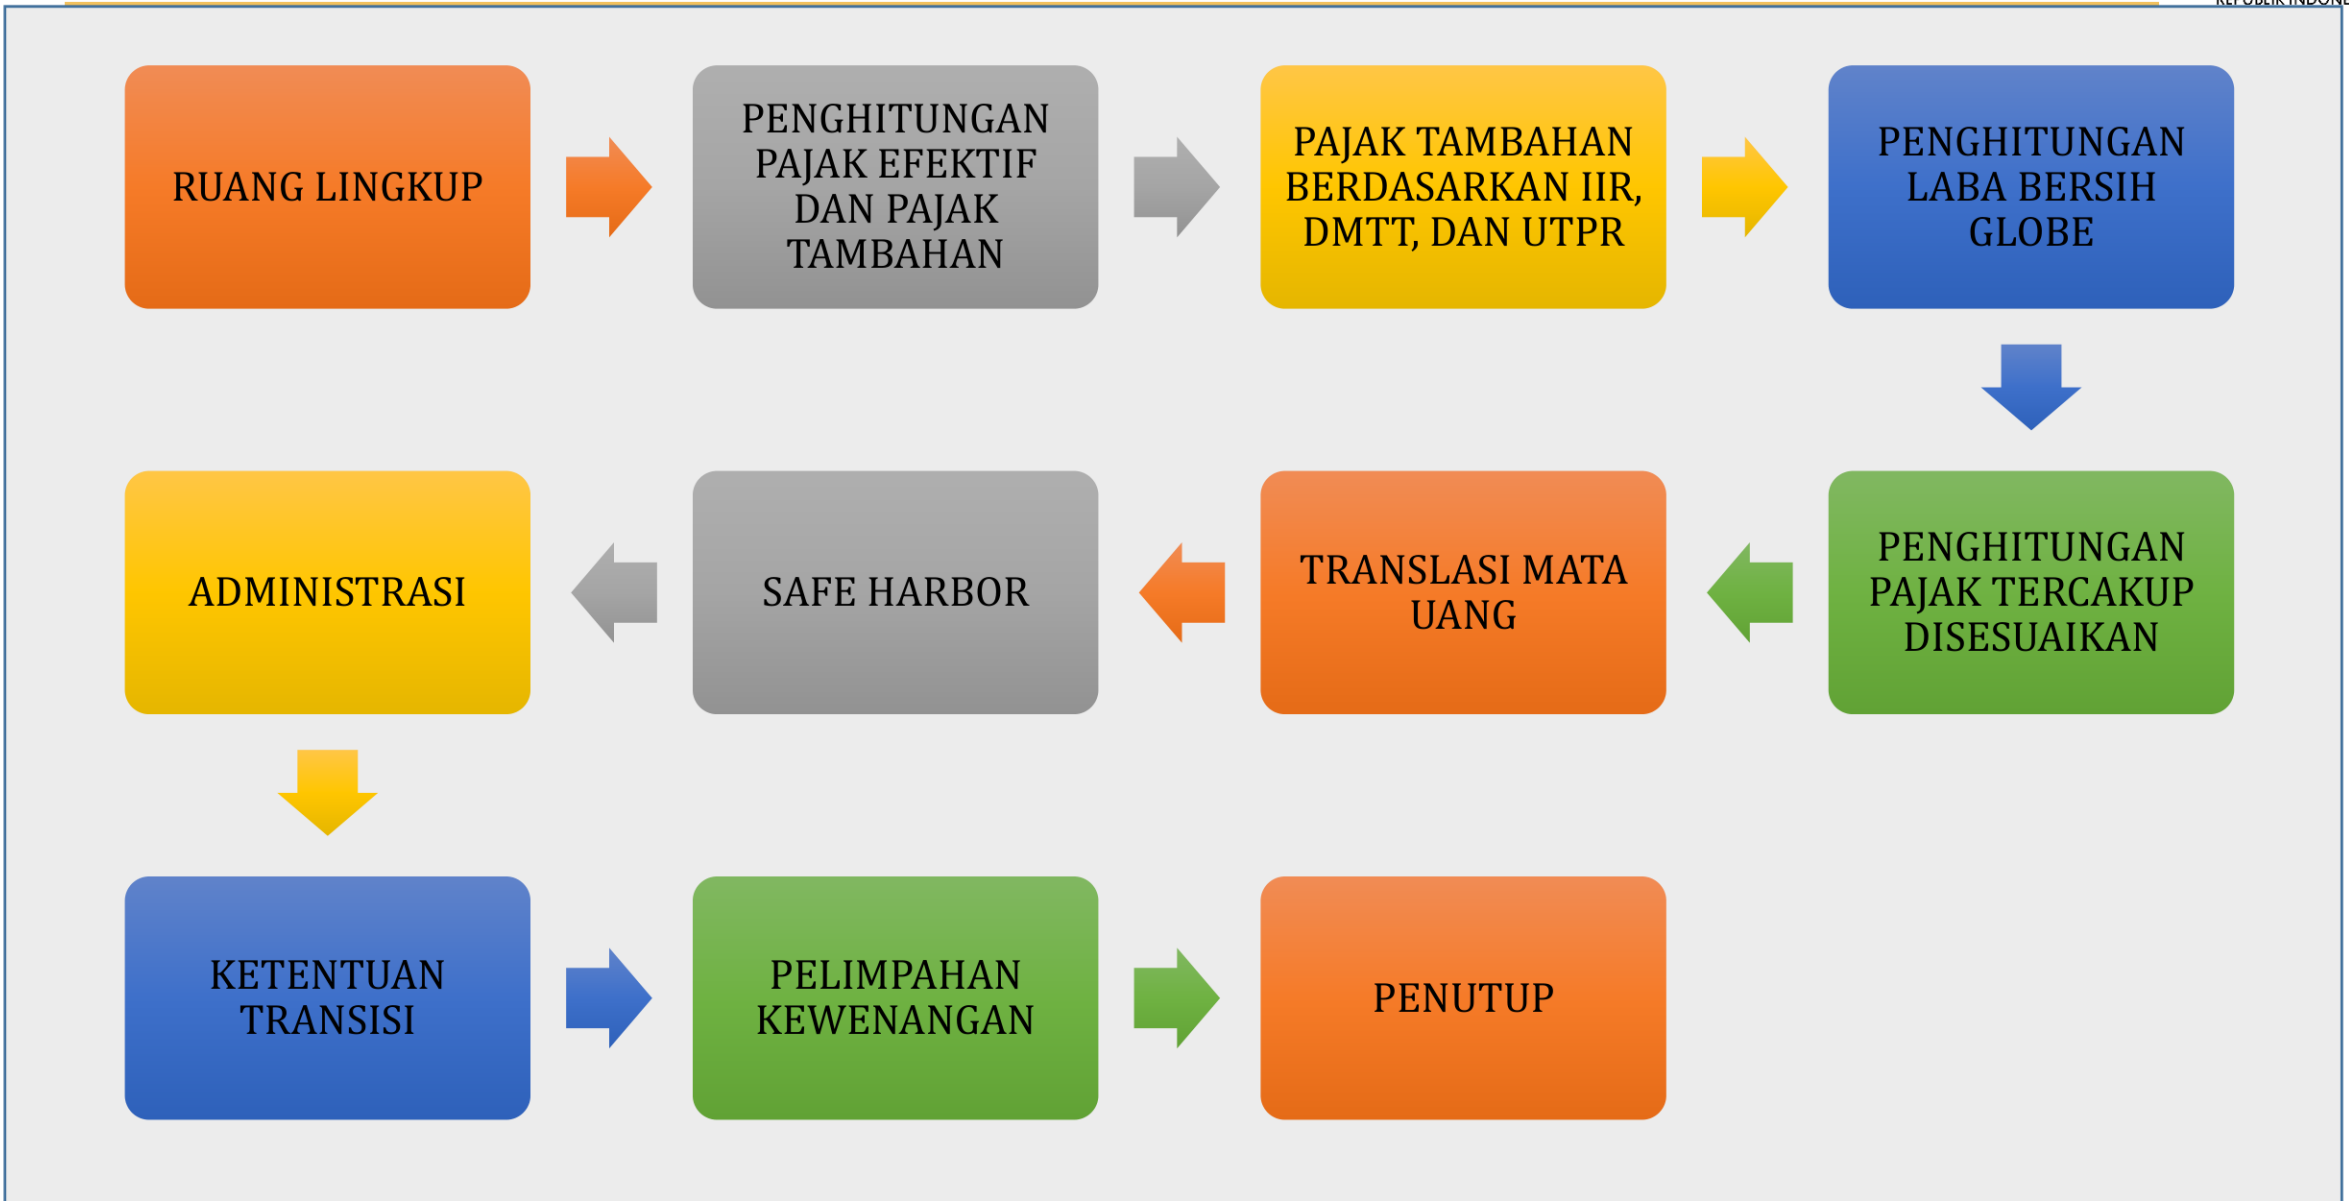 RUANG LINGKUP
PENGHITUNGAN
PAJAK EFEKTIF
DAN PAJAK
TAMBAHAN
PAJAK TAMBAHAN
BERDASARKAN IIR,
DMTT, DAN UTPR
PENGHITUNGAN
LABA BERSIH
GLOBE
PENGHITUNGAN
PAJAK TERCAKUP
DISESUAIKAN
TRANSLASI MATA
UANG
SAFE HARBOR
ADMINISTRASI
KETENTUAN
TRANSISI
PELIMPAHAN
KEWENANGAN
PENUTUP